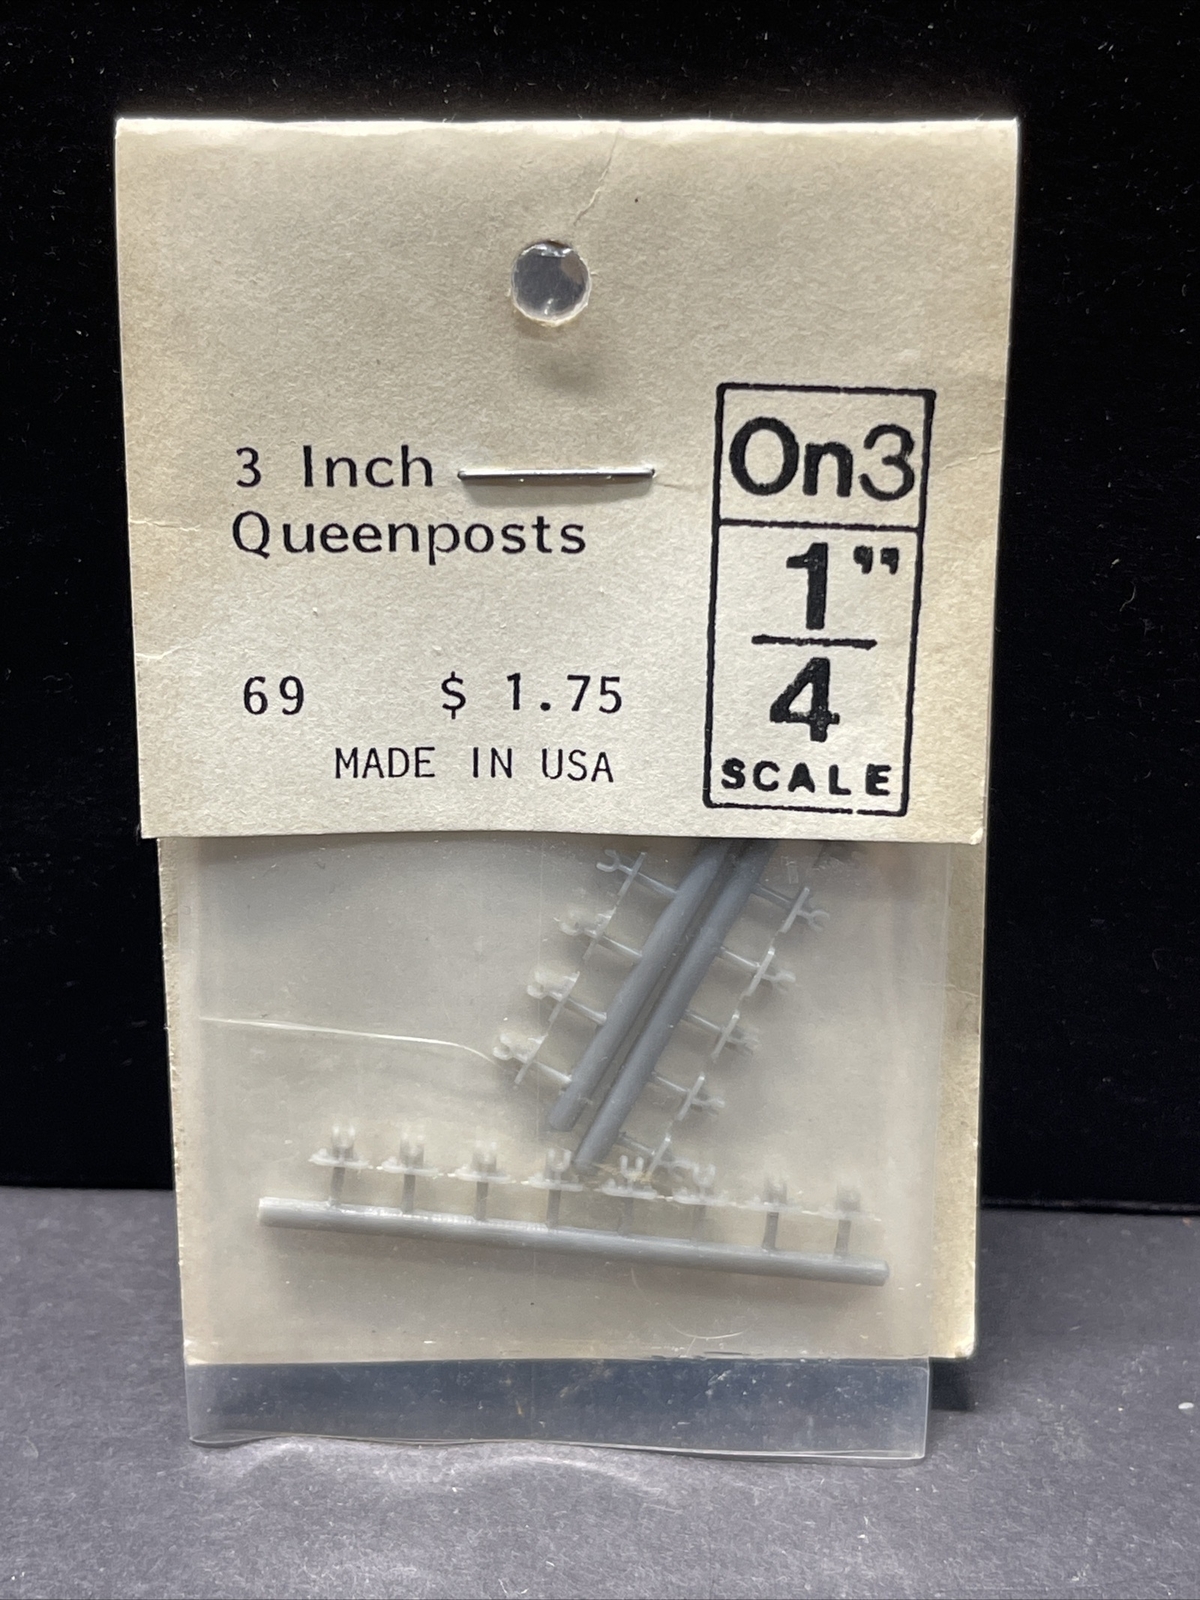 3 Inch
Queenposts
69 $ 1.75
MADE IN USA
On3
1"
4
SCALE